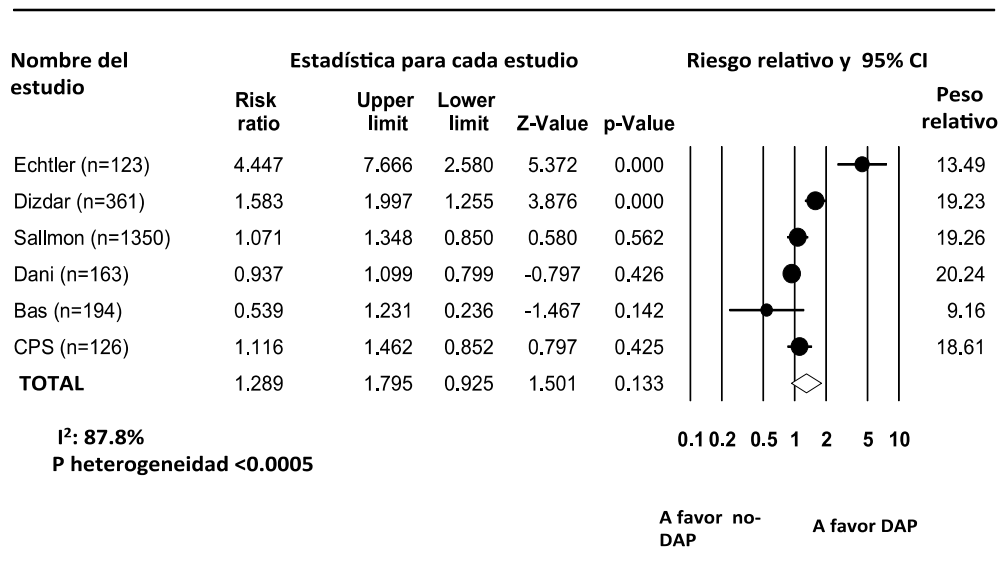 Nombre del estudio Estadística para cada estudio Riesgo relativo y 95% CI
Risk ratio Upper limit Lower limit Z-Value p-Value Peso relativo
Echtler (n=123) 4.447 7.666 2.580 5.372 0.000 13.49
Dizdar (n=361) 1.583 1.997 1.255 3.876 0.000 19.23
Sallmon (n=1350) 1.071 1.348 0.850 0.580 0.562 19.26
Dani (n=163) 0.937 1.099 0.799 -0.797 0.426 20.24
Bas (n=194) 0.539 1.231 0.236 -1.467 0.142 9.16
CPS (n=126) 1.116 1.462 0.852 0.797 0.425 18.61
TOTAL 1.289 1.795 0.925 1.501 0.133
I²: 87.8% 0.1 0.2 0.5 1 2 5 10
P heterogeneidad <0.0005
A favor no-DAP A favor DAP